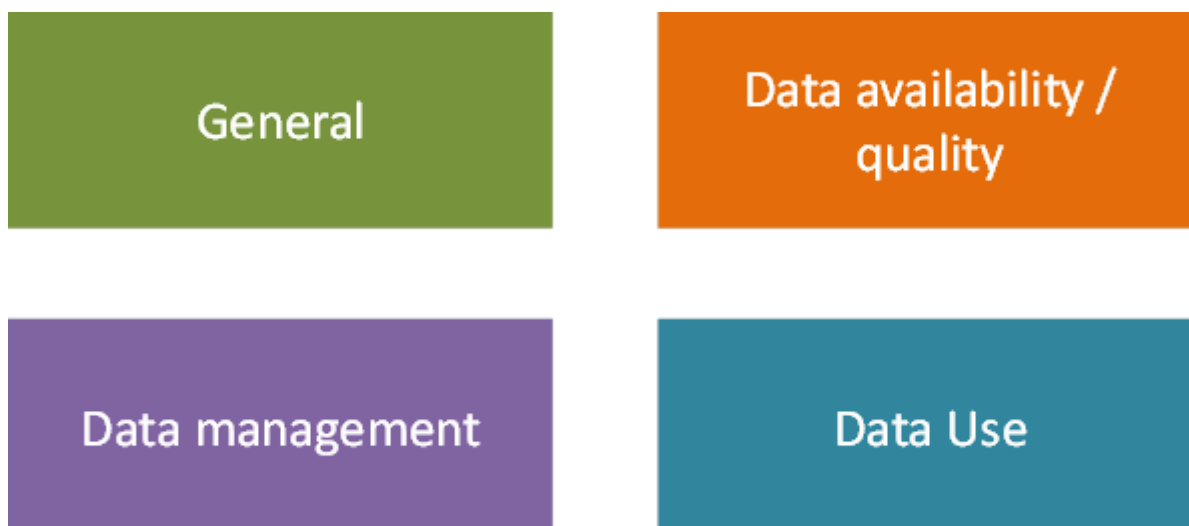 General
Data availability /
quality
Data management
Data Use